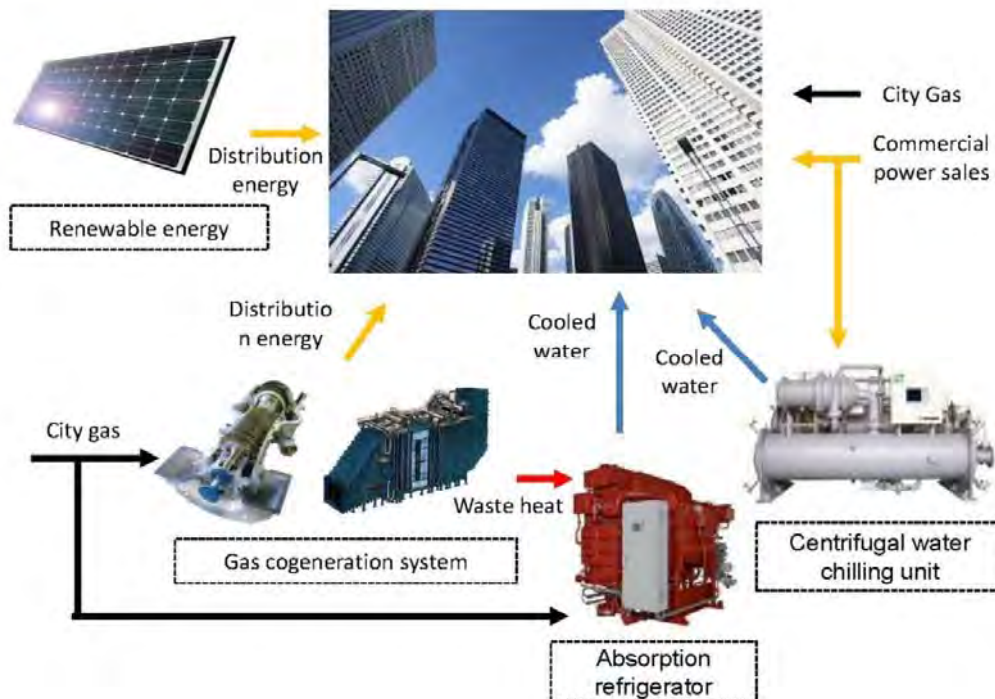 City Gas
Commercial
power sales
Distribution
energy
Renewable energy
Distributio
n energy
Cooled
water
Cooled
water
City gas
Waste heat
Gas cogeneration system
Centrifugal water
chilling unit
Absorption
refrigerator